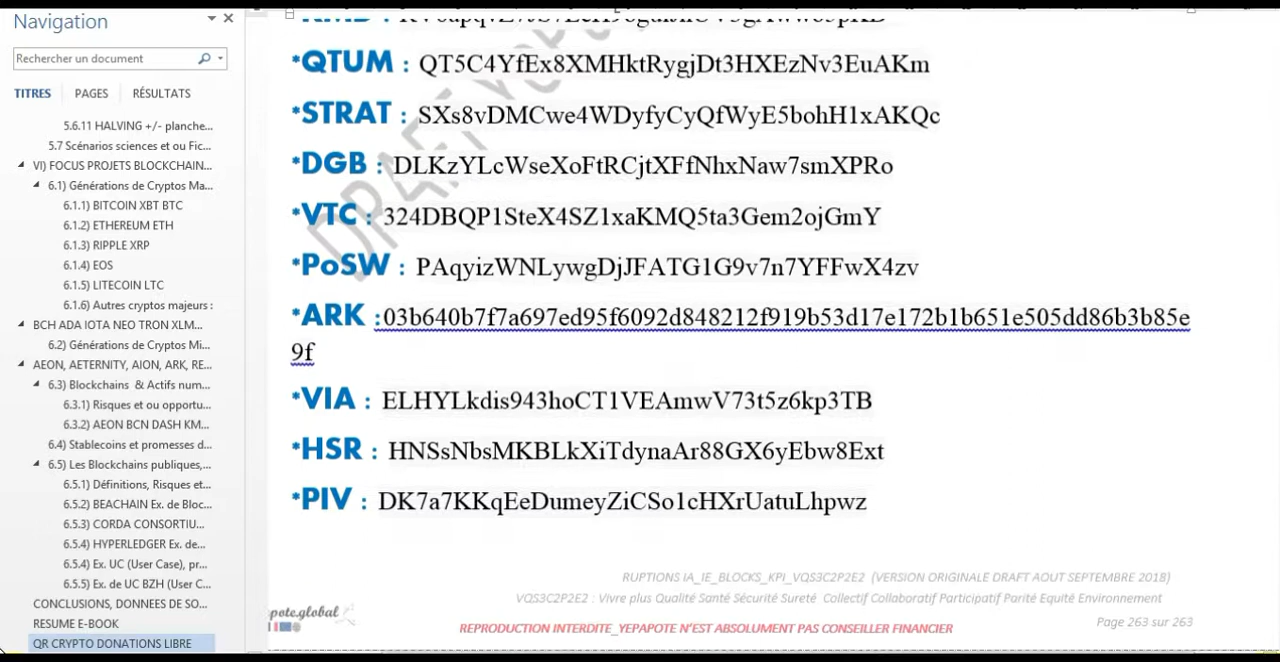 Navigation
Rechercher un document
TITRES PAGES RÉSULTATS
5.6.11 HALVING +/- planche...
5.7 Scénarios sciences et ou Fic...
VI) FOCUS PROJETS BLOCKCHAIN...
6.1) Générations de Cryptos Ma...
6.1.1) BITCOIN XBT BTC
6.1.2) ETHEREUM ETH
6.1.3) RIPPLE XRP
6.1.4) EOS
6.1.5) LITECOIN LTC
6.1.6) Autres cryptos majeurs :
BCH ADA IOTA NEO TRON XLM...
6.2) Générations de Cryptos Mi...
AEON, AETERNITY, AION, ARK, RE...
6.3) Blockchains & Actifs num...
6.3.1) Risques et ou opportu...
6.3.2) AEON BCN DASH KM...
6.4) Stablecoins et promesses d...
6.5) Les Blockchains publiques,...
6.5.1) Définitions, Risques et...
6.5.2) BEACHAIN Ex. de Bloc...
6.5.3) CORDA CONSORTIU...
6.5.4) HYPERLEDGER Ex. de...
6.5.4) Ex. UC (User Case), pr...
6.5.5) Ex. de UC BZH (User C...
CONCLUSIONS, DONNEES DE SO...
RESUME E-BOOK
QR CRYPTO DONATIONS LIBRE
*QTUM : QT5C4YfEx8XMHktRygjDt3HXEzNv3EuAKm
*STRAT : SXs8vDMCwe4WDyfyCyQfWyE5bohH1xAKQc
*DGB : DLKzYLcWseXoFtRCjtXFfNhxNaw7smXPRo
*VTC : 324DBQP1SteX4SZ1xaKMQ5ta3Gem2ojGmY
*PoSW : PAqyizWNLywgDjJFATG1G9v7n7YFFwX4zv
*ARK :03b640b7f7a697ed95f6092d848212f919b53d17e172b1b651e505dd86b3b85e
9f
*VIA : ELHYLkdis943hoCT1VEAmwV73t5z6kp3TB
*HSR : HNSsNbsMKBLkXiTdynaAr88GX6yEbw8Ext
*PIV : DK7a7KKqEeDumeyZiCSo1cHXrUatuLhpwz
RUPTIONS IA_IE_BLOCKS_KPI_VQS3C2P2E2 (VERSION ORIGINALE DRAFT AOUT SEPTEMBRE 2018)
VQS3C2P2E2 : Vivre plus Qualité Santé Sécurité Sureté Collectif Collaboratif Participatif Parité Equité Environnement
pote.global
Page 263 sur 263
REPRODUCTION INTERDITE_YEPAPOTE N'EST ABSOLUMENT PAS CONSEILLER FINANCIER